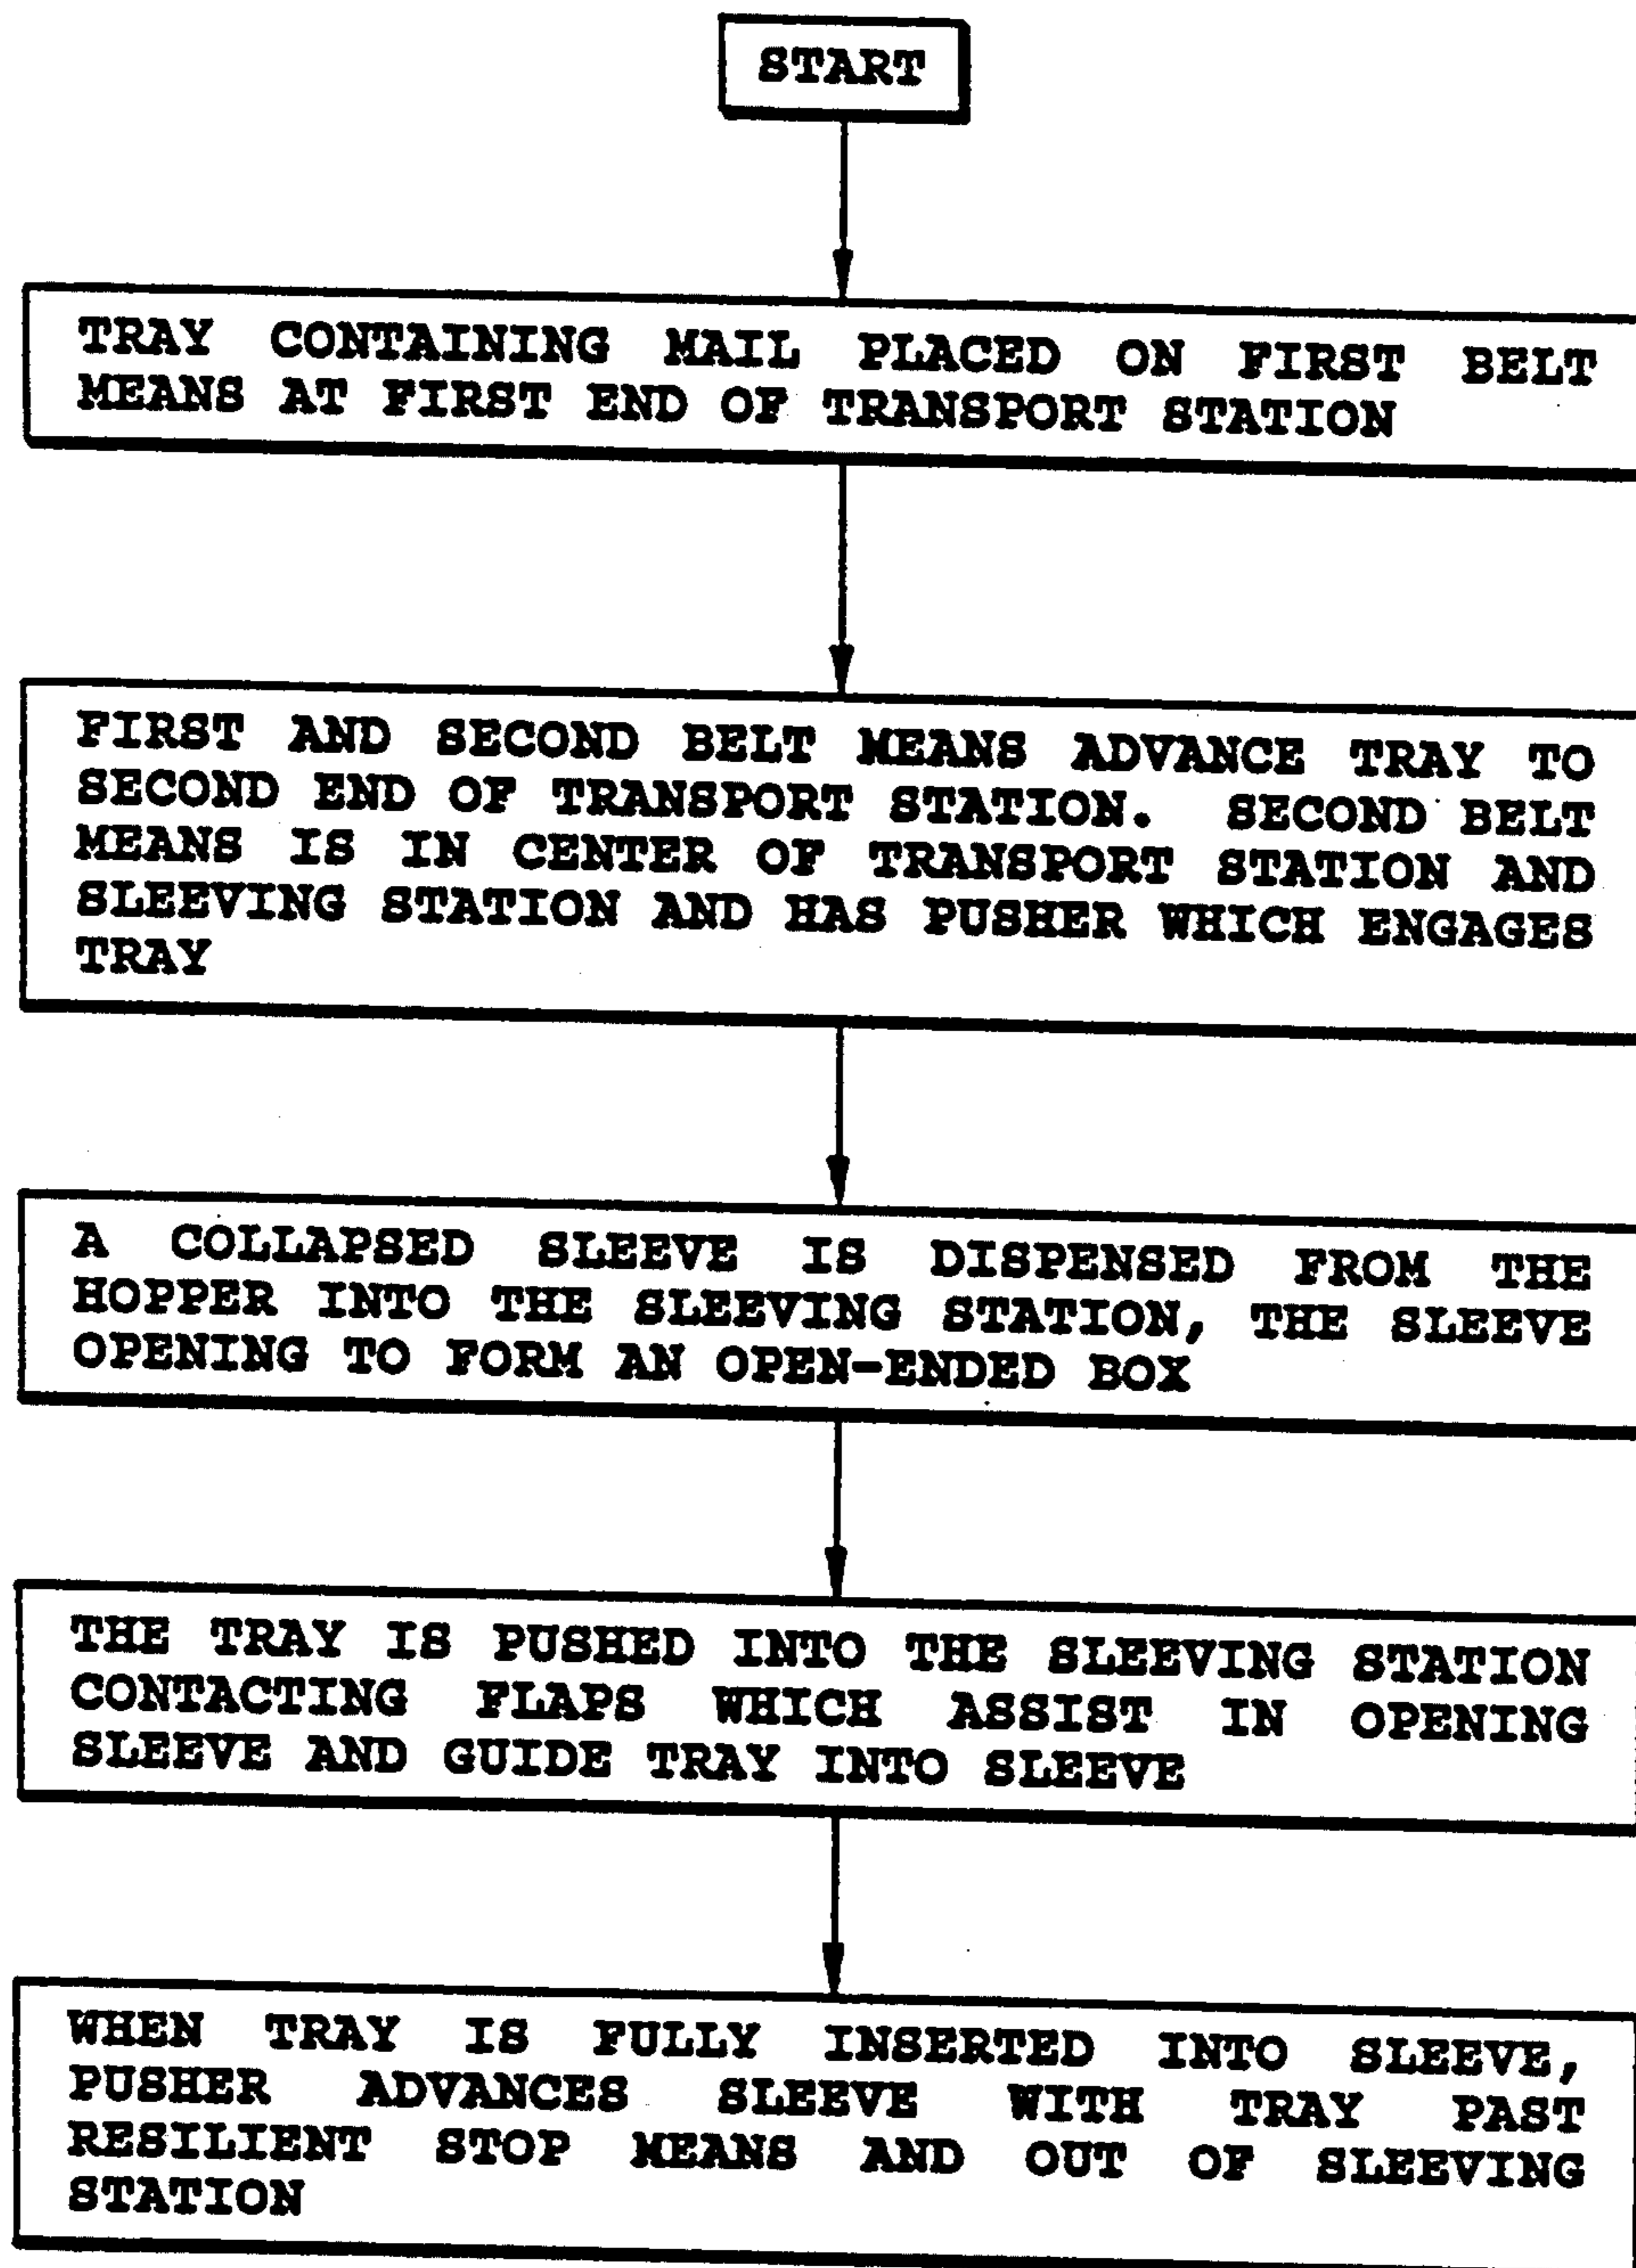 START
TRAY CONTAINING MAIL PLACED ON FIRST BELT
MEANS AT FIRST END OF TRANSPORT STATION
FIRST AND SECOND BELT MEANS ADVANCE TRAY TO
SECOND END OF TRANSPORT STATION. SECOND BELT
MEANS IS IN CENTER OF TRANSPORT STATION AND
SLEEVING STATION AND HAS PUSHER WHICH ENGAGES
TRAY
A COLLAPSED SLEEVE IS DISPENSED FROM THE
HOPPER INTO THE SLEEVING STATION, THE SLEEVE
OPENING TO FORM AN OPEN-ENDED BOX
THE TRAY IS PUSHED INTO THE SLEEVING STATION
CONTACTING FLAPS WHICH ASSIST IN OPENING
SLEEVE AND GUIDE TRAY INTO SLEEVE
WHEN TRAY IS FULLY INSERTED INTO SLEEVE,
PUSHER ADVANCES SLEEVE WITH TRAY PAST
RESILIENT STOP MEANS AND OUT OF SLEEVING
STATION